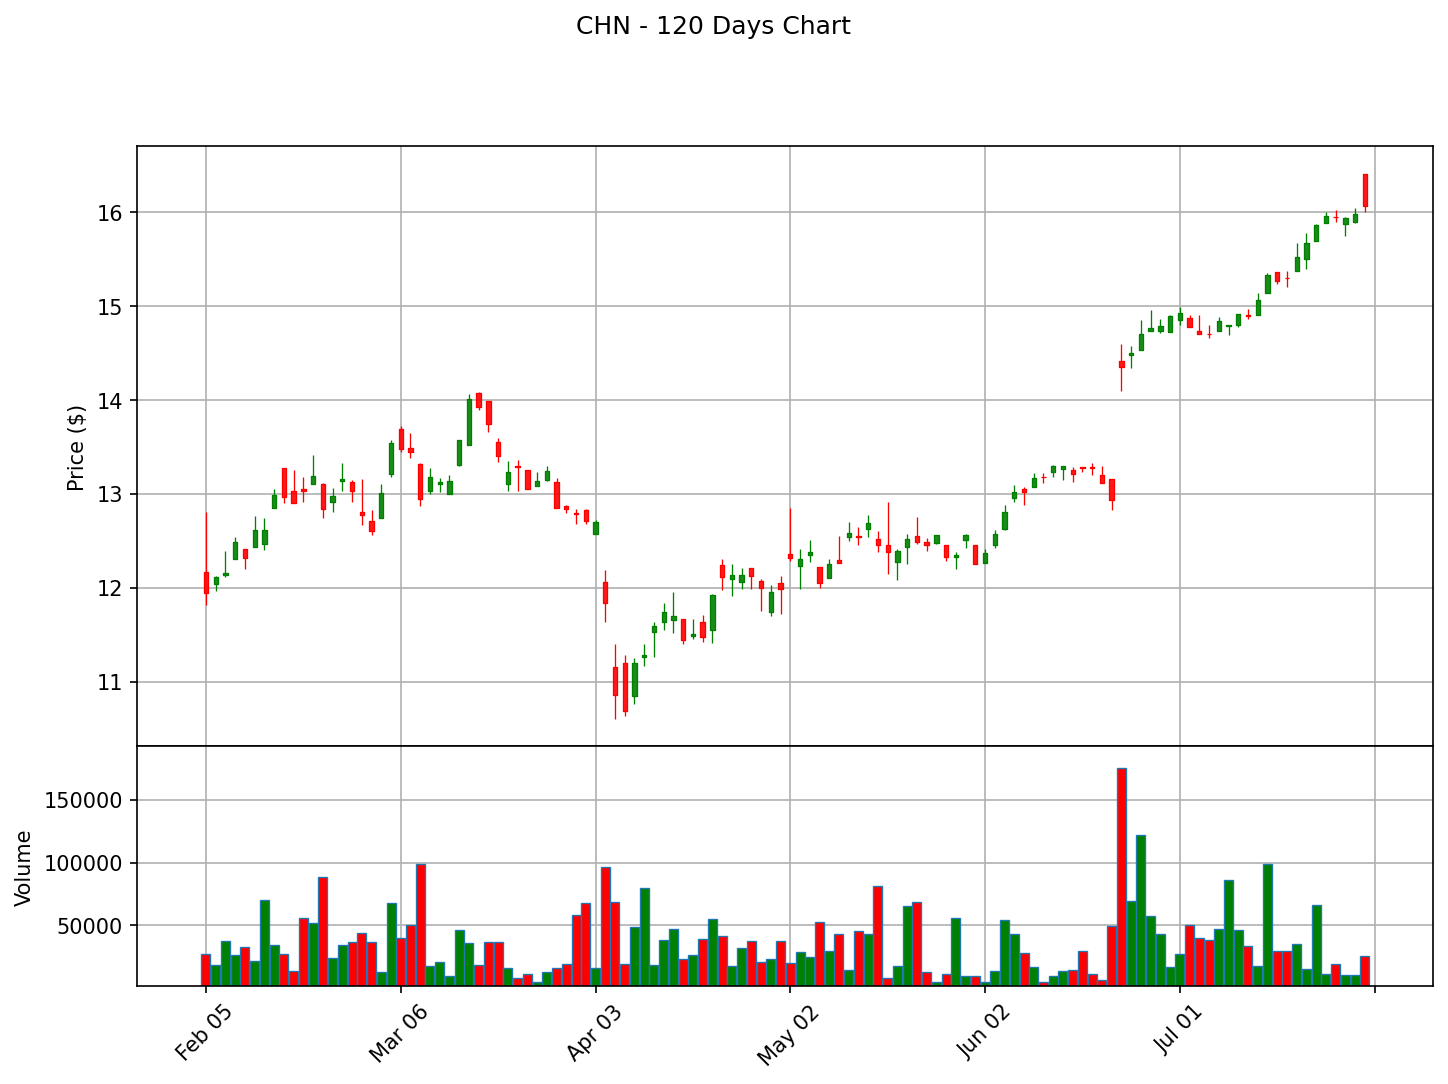 CHN - 120 Days Chart
Price ($)
16
15
14
13
12
11
Volume
150000
100000
50000
Feb 05
Mar 06
Apr 03
May 02
Jun 02
Jul 01